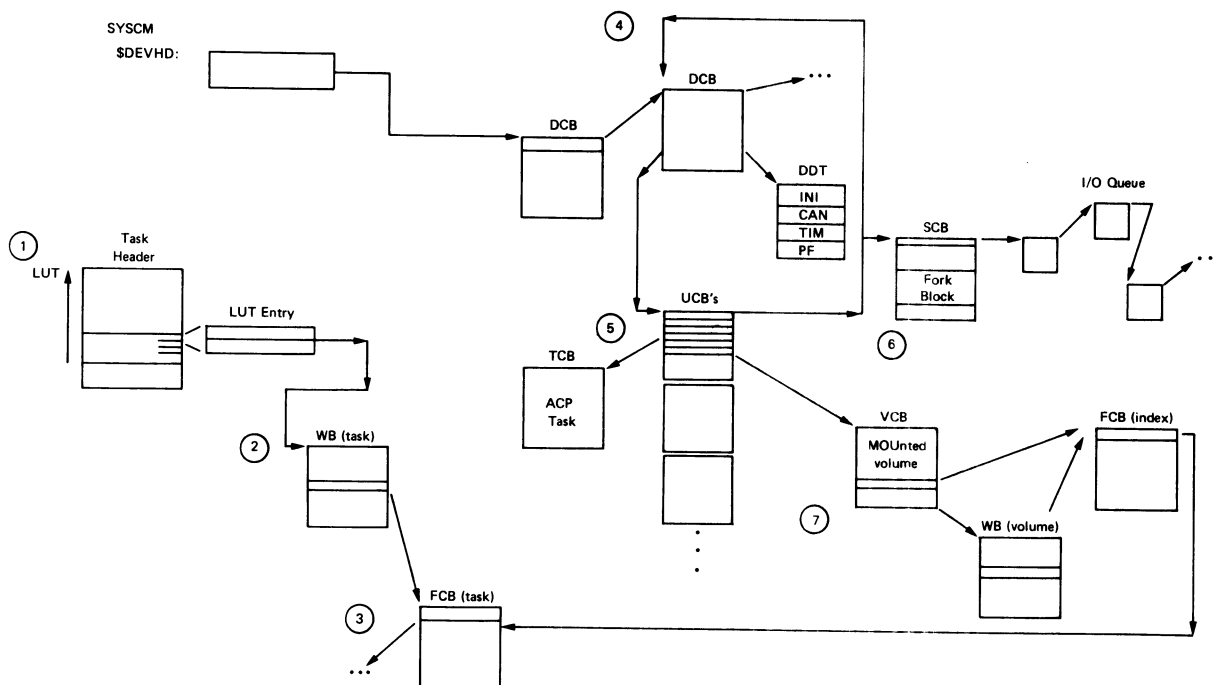 SYSCM
$DEVHD:
4
DCB
...
DCB
DDT
INI
CAN
TIM
PF
I/O Queue
SCB
Fork
Block
..
1
LUT
Task
Header
LUT Entry
UCB's
5
6
TCB
ACP
Task
2
WB (task)
VCB
MOUnted
volume
FCB (index)
7
WB (volume)
3
FCB (task)
...